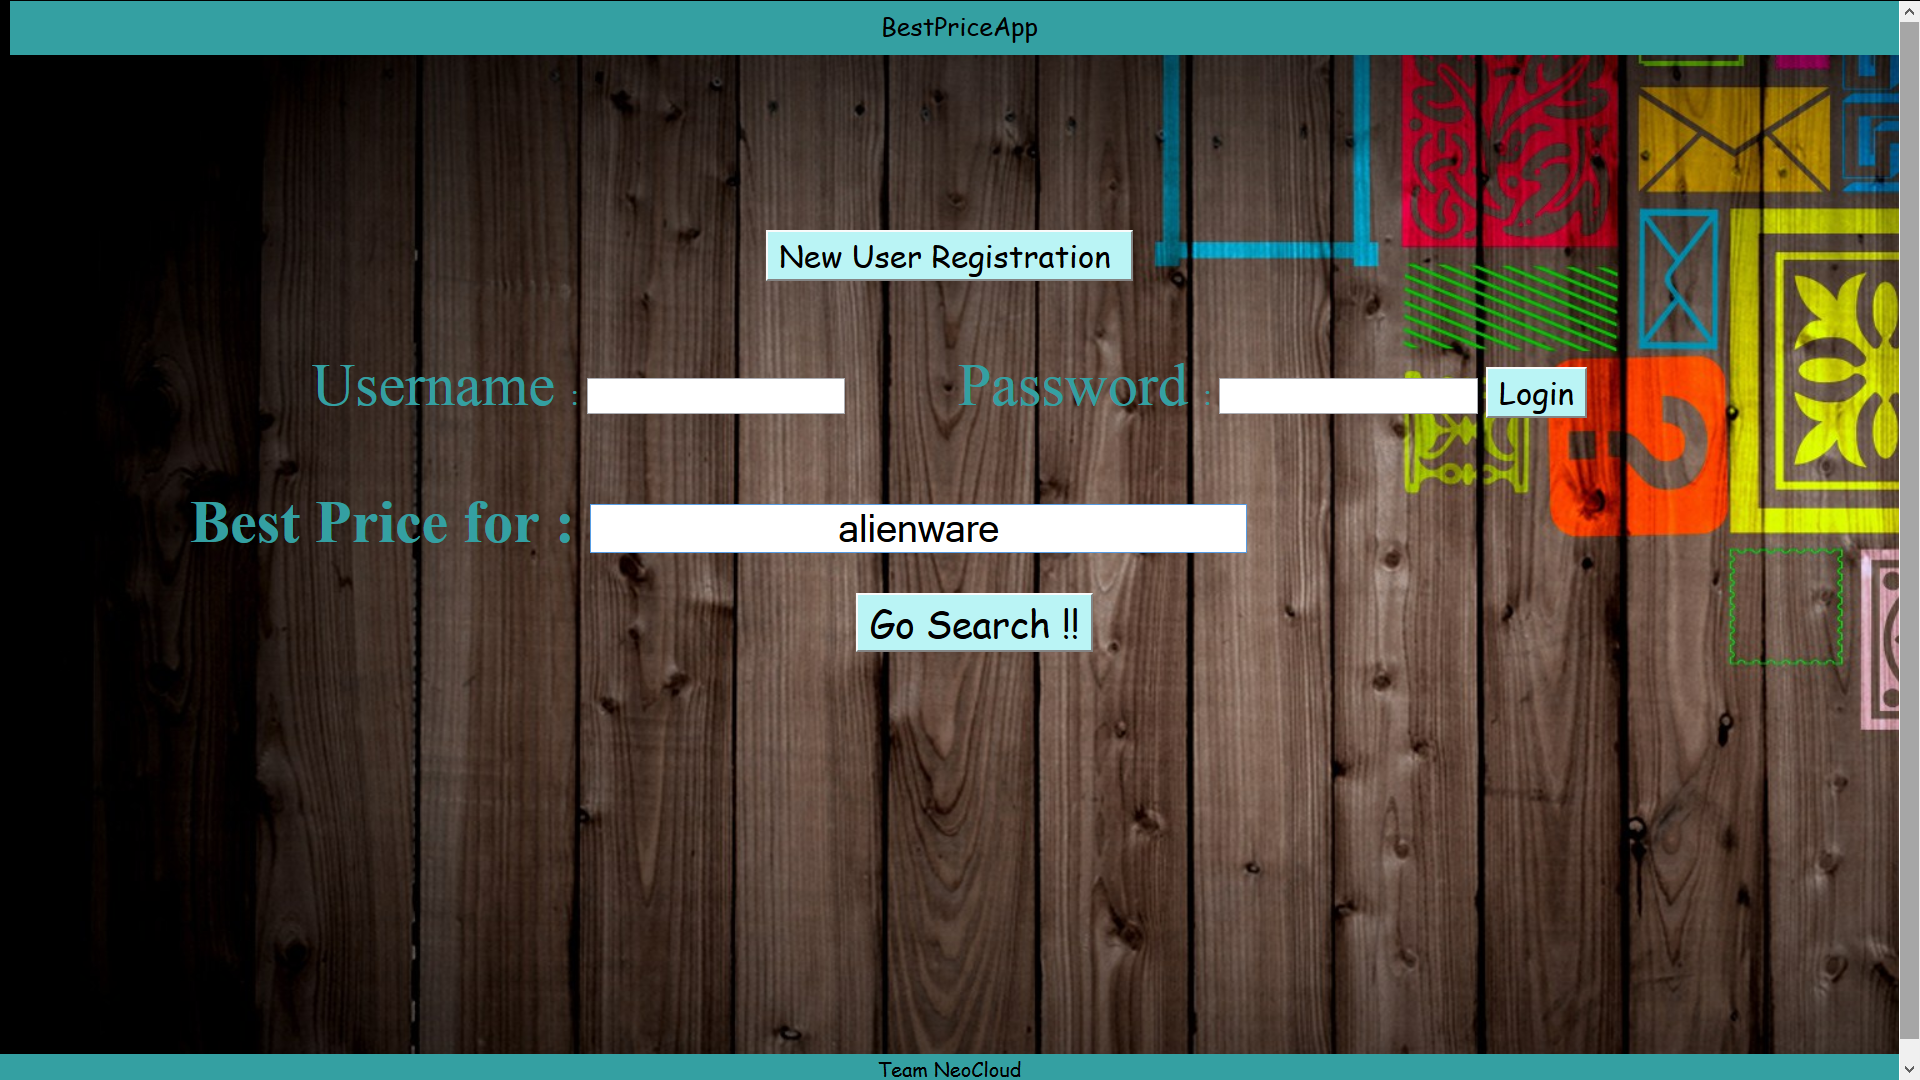 BestPriceApp
New User Registration
Username : Password : Login
Best Price for : alienware
Go Search !!
Team NeoCloud